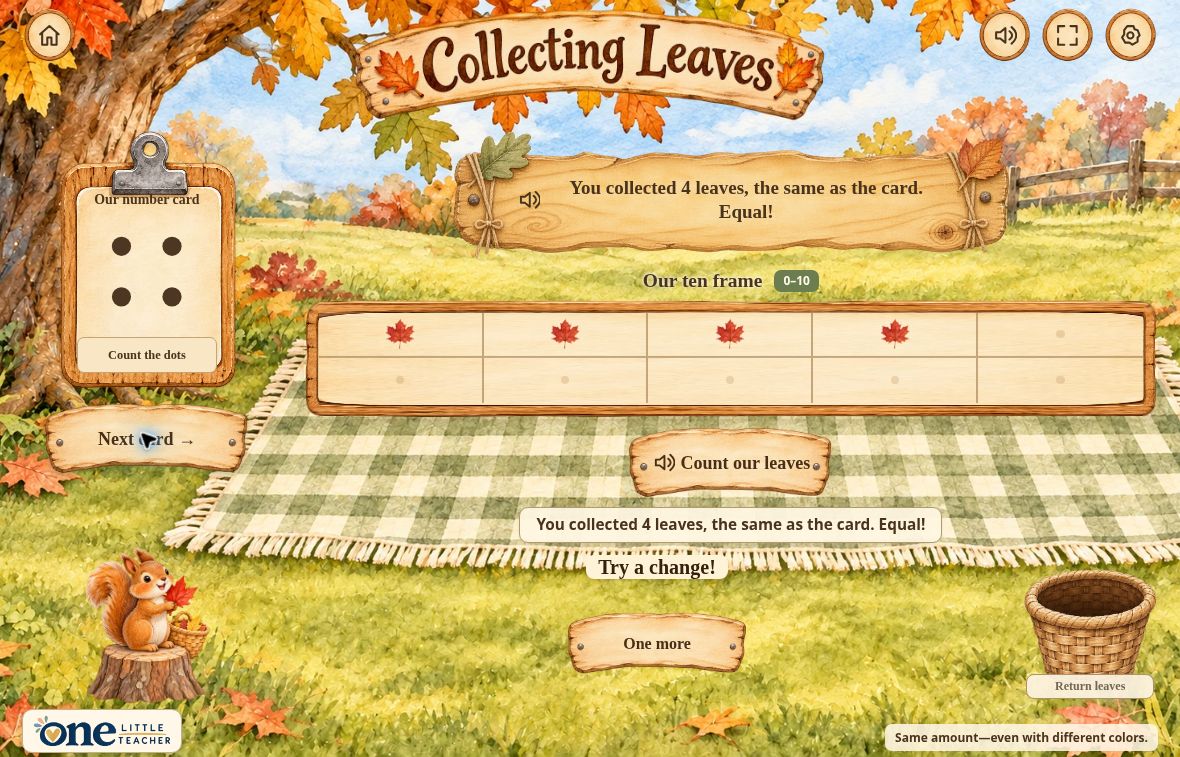 Collecting Leaves
Our number card
Count the dots
Next →
You collected 4 leaves, the same as the card.
Equal!
Our ten frame 0–10
Count our leaves
You collected 4 leaves, the same as the card. Equal!
Try a change!
One more
Return leaves
one LITTLE
TEACHER
Same amount—even with different colors.